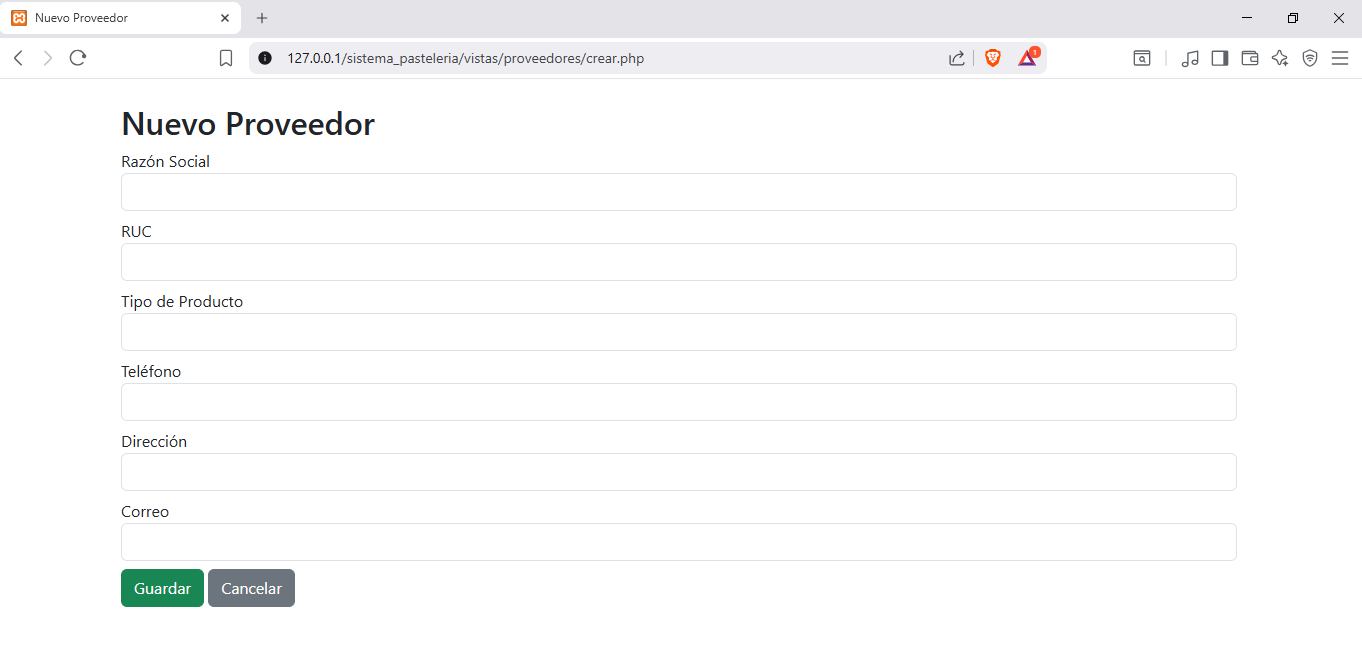 Nuevo Proveedor
127.0.0.1/sistema_pasteleria/vistas/proveedores/crear.php
1
Nuevo Proveedor
Razón Social
RUC
Tipo de Producto
Teléfono
Dirección
Correo
Guardar Cancelar